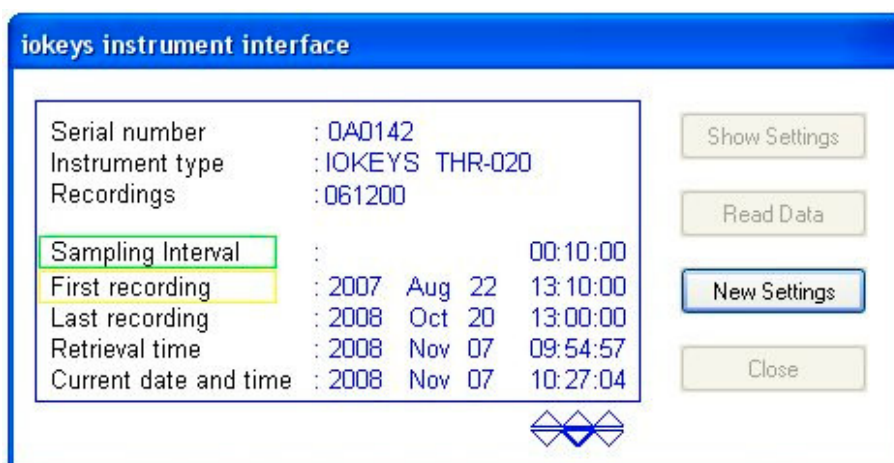 iokeys instrument interface
Serial number : 0A0142
Instrument type : IOKEYS THR-020
Recordings : 061200
Sampling Interval : 00:10:00
First recording : 2007 Aug 22 13:10:00
Last recording : 2008 Oct 20 13:00:00
Retrieval time : 2008 Nov 07 09:54:57
Current date and time : 2008 Nov 07 10:27:04
Show Settings
Read Data
New Settings
Close